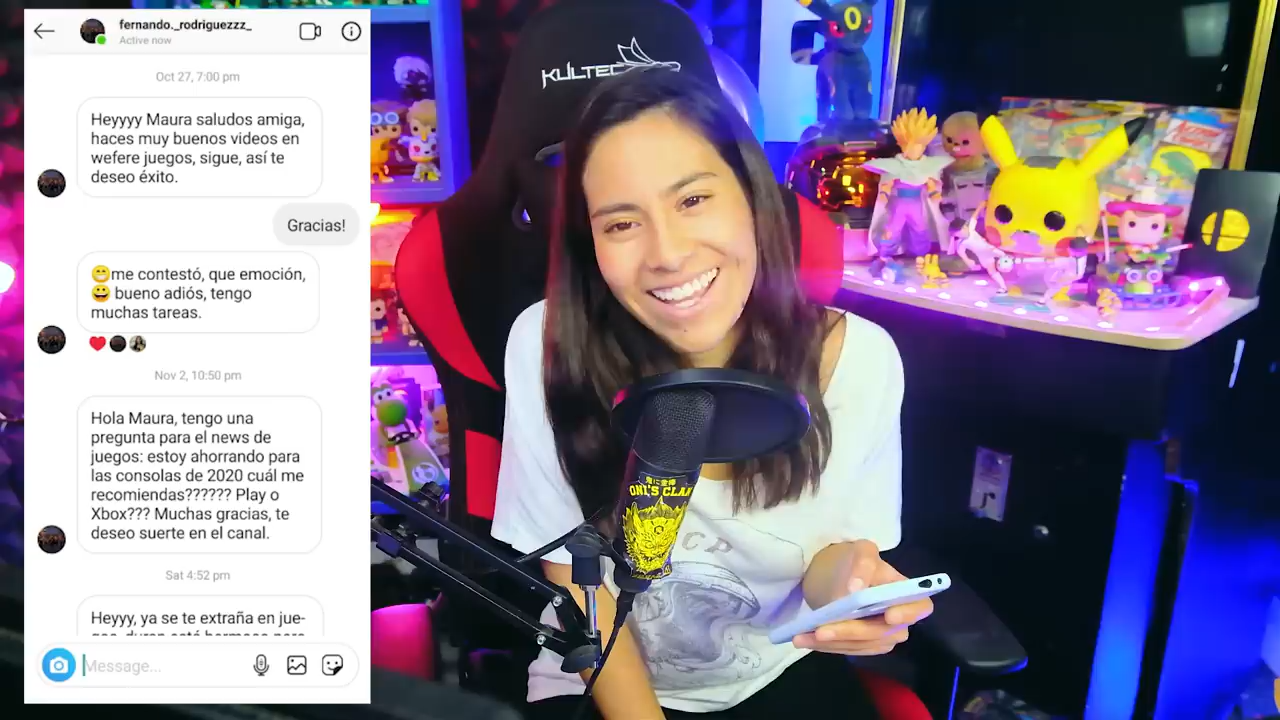 fernando._rodriguezzz_
Active now
Oct 27, 7:00 pm
Heyyyy Maura saludos amiga,
haces muy buenos videos en
wefere juegos, sigue, así te
deseo éxito.
Gracias!
😁me contestó, que emoción,
😀 bueno adiós, tengo
muchas tareas.
Nov 2, 10:50 pm
Hola Maura, tengo una
pregunta para el news de
juegos: estoy ahorrando para
las consolas de 2020 cuál me
recomiendas?????? Play o
Xbox??? Muchas gracias, te
deseo suerte en el canal.
Sat 4:52 pm
Heyyy, ya se te extraña en jue-
Message...
KULTEC
ONI'S CLAN